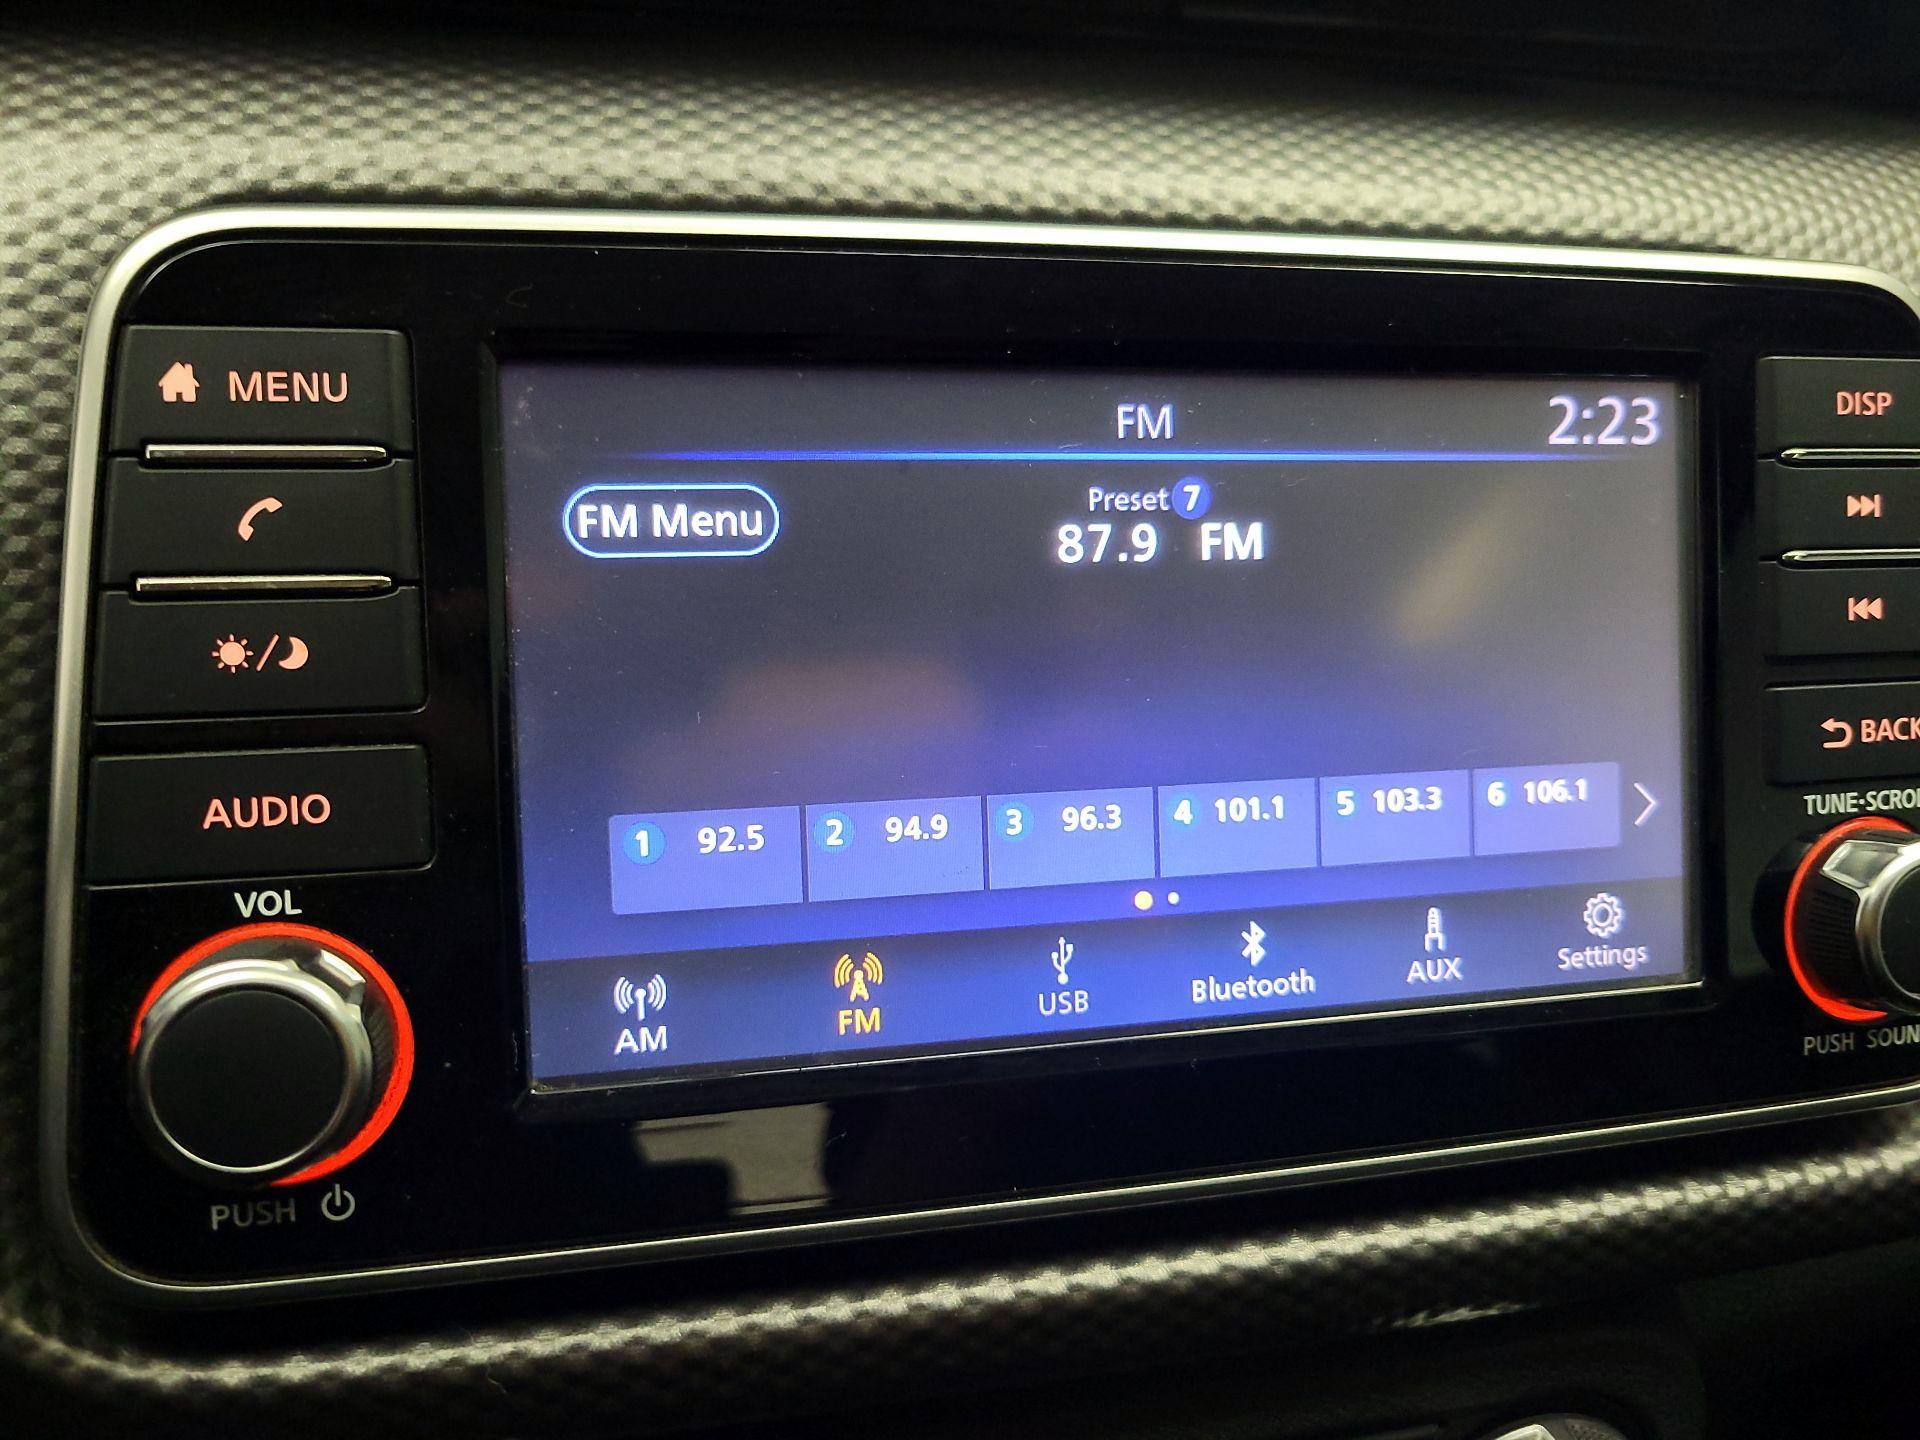 MENU
DISP
FM
2:23
FM Menu
Preset 7
87.9 FM
AUDIO
BACK
1 92.5
2 94.9
3 96.3
4 101.1
5 103.3
6 106.1
VOL
TUNE·SCRO
AM
FM
USB
Bluetooth
AUX
Settings
PUSH
PUSH SOUN